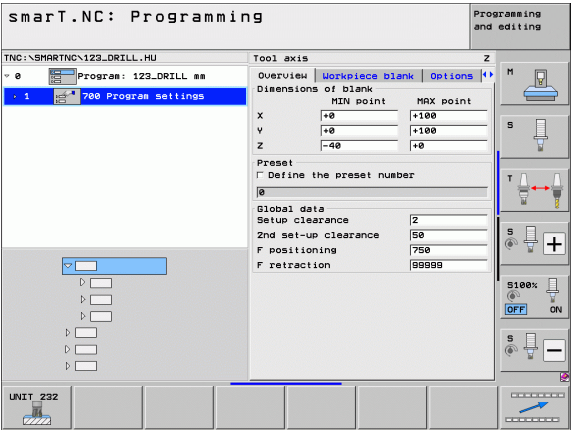 smarT.NC: Programming
Programming
and editing
TNC:\SMARTNC\123_DRILL.HU
Tool axis Z
0 Program: 123_DRILL mm
1 700 Program settings
Overview Workpiece blank Options
Dimensions of blank
MIN point MAX point
X +0 +100
Y +0 +100
Z -40 +0
Preset
Define the preset number
0
Global data
Setup clearance 2
2nd set-up clearance 50
F positioning 750
F retraction 99999
M
S
T
S
S100%
OFF ON
S
UNIT 232